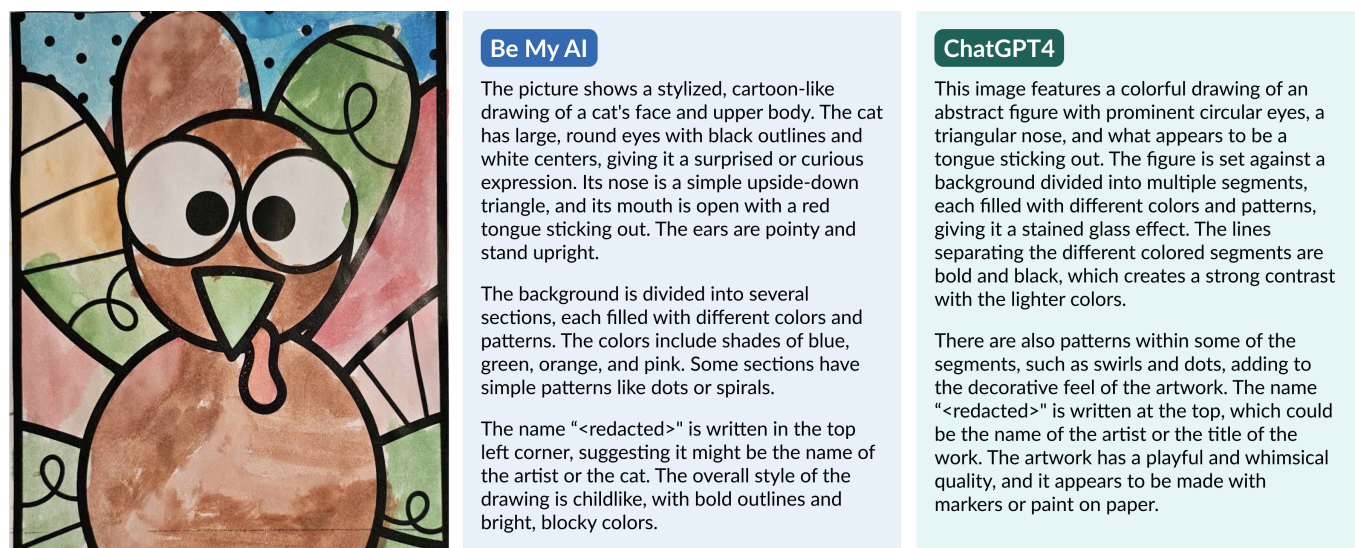 Be My AI
The picture shows a stylized, cartoon-like
drawing of a cat's face and upper body. The cat
has large, round eyes with black outlines and
white centers, giving it a surprised or curious
expression. Its nose is a simple upside-down
triangle, and its mouth is open with a red
tongue sticking out. The ears are pointy and
stand upright.
The background is divided into several
sections, each filled with different colors and
patterns. The colors include shades of blue,
green, orange, and pink. Some sections have
simple patterns like dots or spirals.
The name “<redacted>" is written in the top
left corner, suggesting it might be the name of
the artist or the cat. The overall style of the
drawing is childlike, with bold outlines and
bright, blocky colors.
ChatGPT4
This image features a colorful drawing of an
abstract figure with prominent circular eyes, a
triangular nose, and what appears to be a
tongue sticking out. The figure is set against a
background divided into multiple segments,
each filled with different colors and patterns,
giving it a stained glass effect. The lines
separating the different colored segments are
bold and black, which creates a strong contrast
with the lighter colors.
There are also patterns within some of the
segments, such as swirls and dots, adding to
the decorative feel of the artwork. The name
“<redacted>" is written at the top, which could
be the name of the artist or the title of the
work. The artwork has a playful and whimsical
quality, and it appears to be made with
markers or paint on paper.